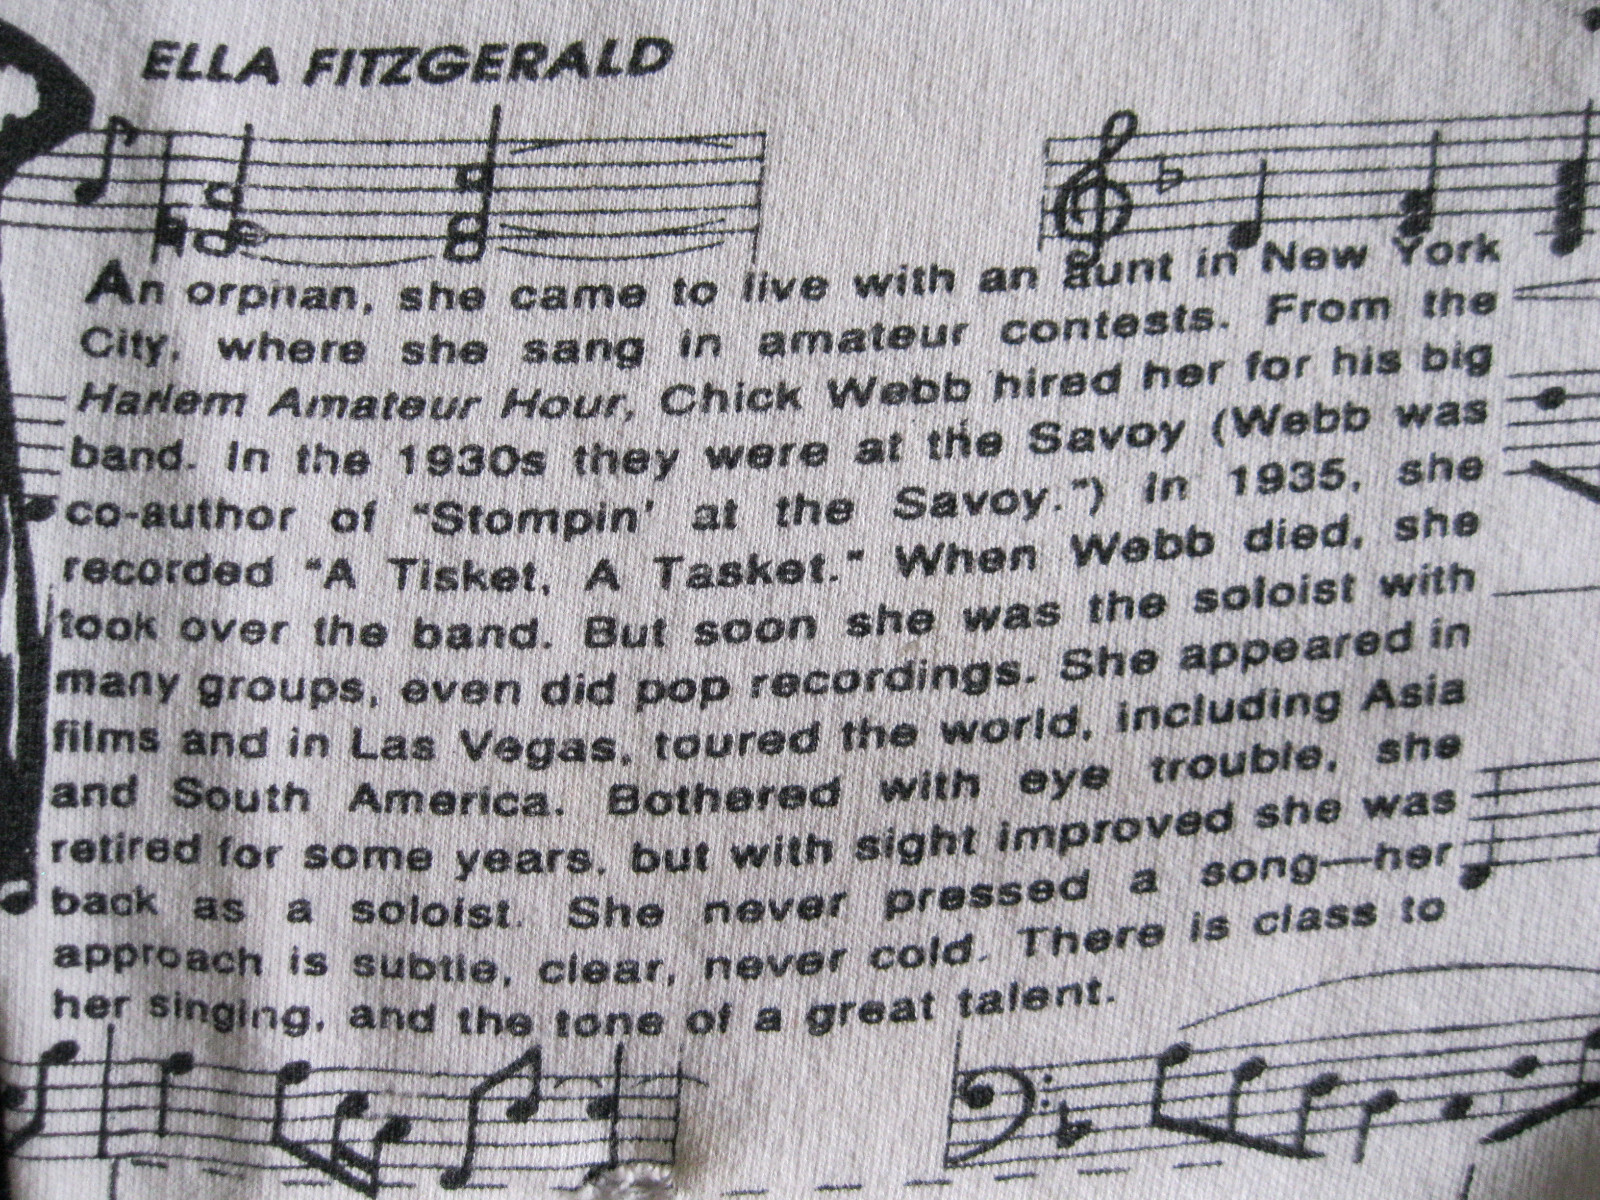 ELLA FITZGERALD
An orphan, she came to live with an aunt in New York
City, where she sang in amateur contests. From the
Harlem Amateur Hour, Chick Webb hired her for his big
band. In the 1930s they were at the Savoy (Webb was
co-author of "Stompin' at the Savoy.") In 1935, she
recorded "A Tisket, A Tasket." When Webb died, she
took over the band. But soon she was the soloist with
many groups, even did pop recordings. She appeared in
films and in Las Vegas, toured the world, including Asia
and South America. Bothered with eye trouble, she
retired for some years, but with sight improved she was
back as a soloist. She never pressed a song—her
approach is subtle, clear, never cold. There is class to
her singing, and the tone of a great talent.